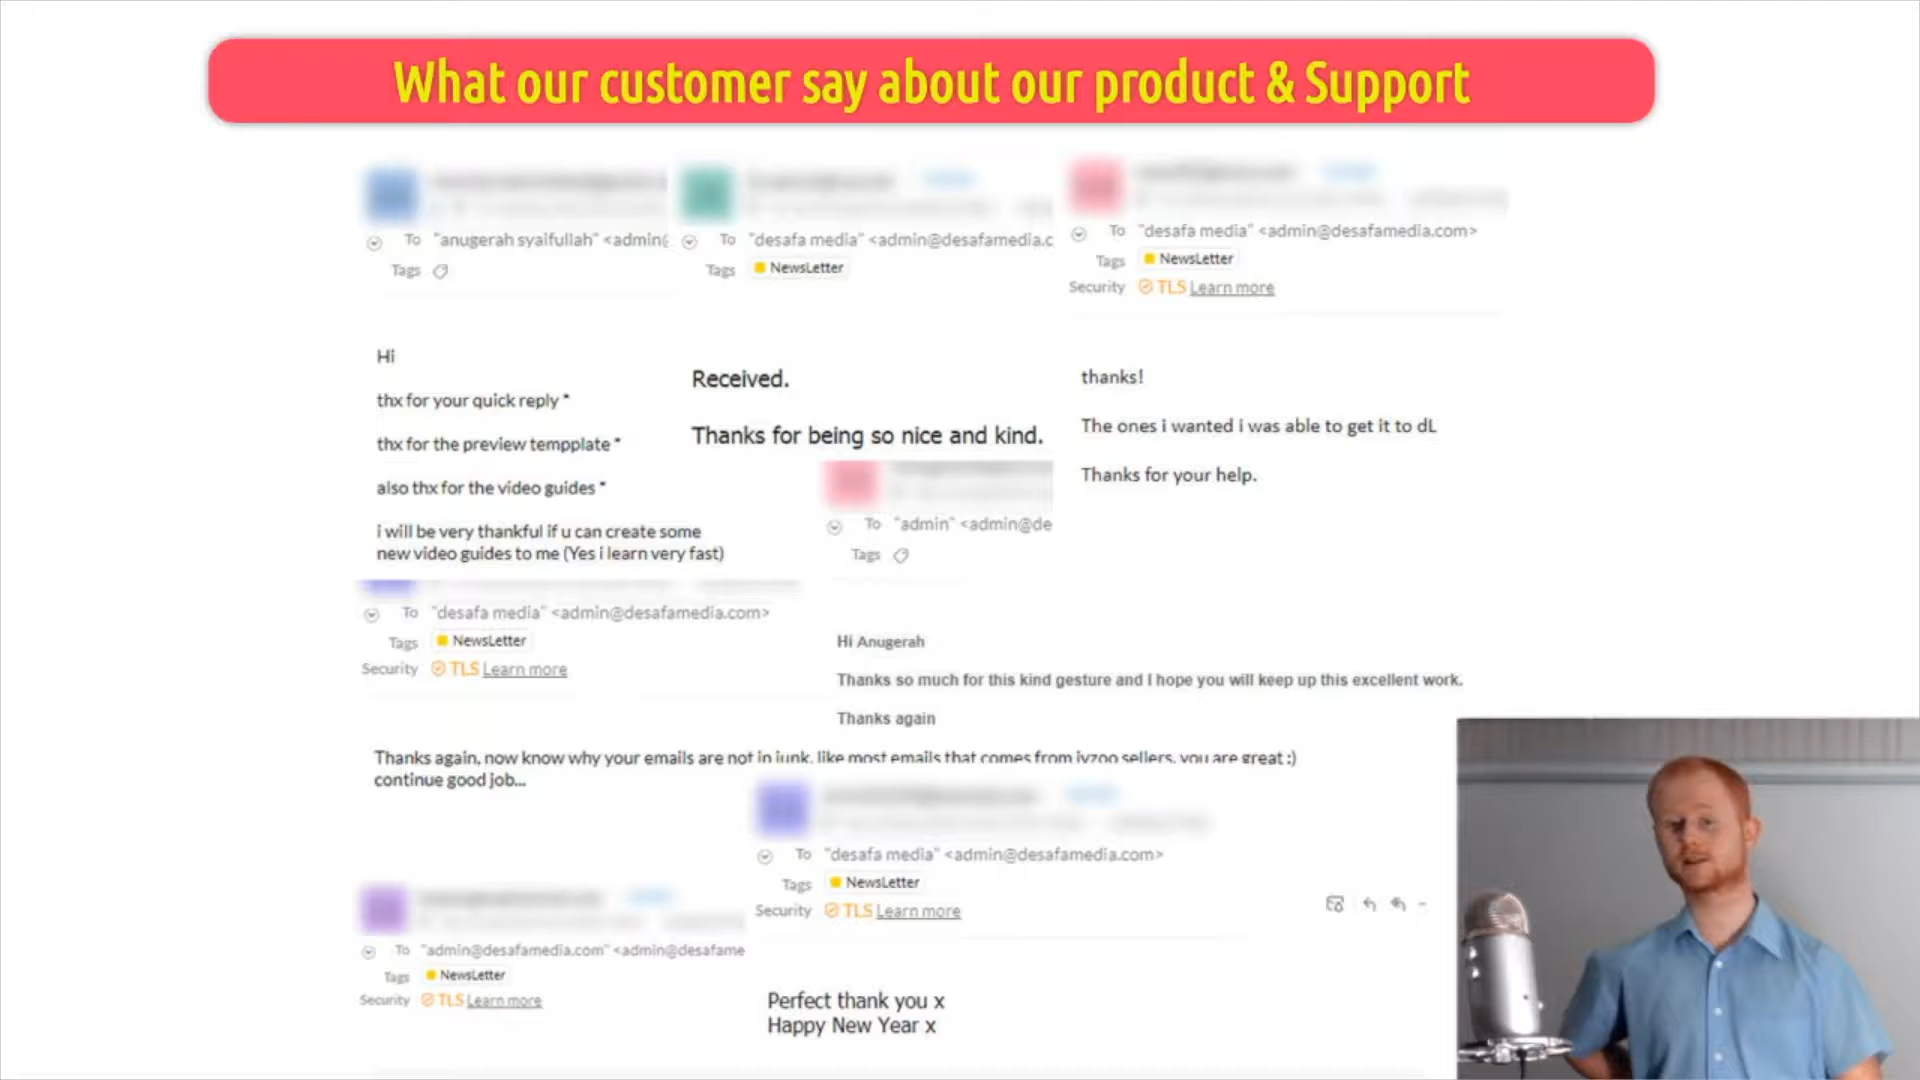 What our customer say about our product & Support
To "anugerah syaifullah" <admin@
Tags
Hi
thx for your quick reply *
thx for the preview tempplate *
also thx for the video guides *
i will be very thankful if u can create some
new video guides to me (Yes i learn very fast)
To "desafa media" <admin@desafamedia.c
Tags NewsLetter
Received.
Thanks for being so nice and kind.
To "desafa media" <admin@desafamedia.com>
Tags NewsLetter
Security TLS Learn more
thanks!
The ones i wanted i was able to get it to dL
Thanks for your help.
To "admin" <admin@de
Tags
Hi Anugerah
Thanks so much for this kind gesture and I hope you will keep up this excellent work.
Thanks again
To "desafa media" <admin@desafamedia.com>
Tags NewsLetter
Security TLS Learn more
Thanks again, now know why your emails are not in junk, like most emails that comes from jvzoo sellers, you are great :)
continue good job...
To "desafa media" <admin@desafamedia.com>
Tags NewsLetter
Security TLS Learn more
Perfect thank you x
Happy New Year x
To "admin@desafamedia.com" <admin@desafame
Tags NewsLetter
Security TLS Learn more